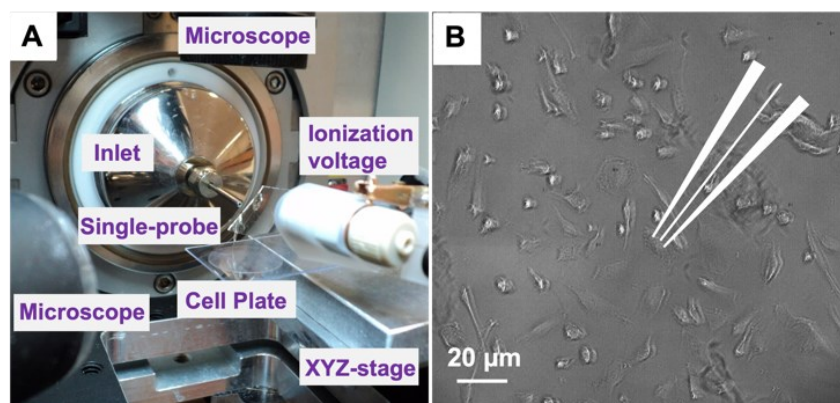 A
Microscope
Inlet
Ionization
voltage
Single-probe
Microscope
Cell Plate
XYZ-stage
B
20 µm